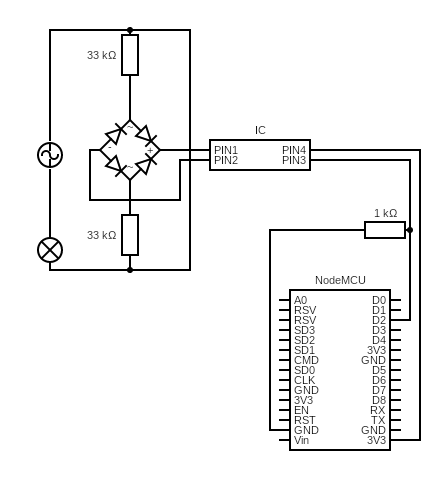 33 kΩ
~
-
+
~
33 kΩ
IC
PIN1 PIN4
PIN2 PIN3
1 kΩ
NodeMCU
A0 D0
RSV D1
RSV D2
SD3 D3
SD2 D4
SD1 3V3
CMD GND
SD0 D5
CLK D6
GND D7
3V3 D8
EN RX
RST TX
GND GND
Vin 3V3